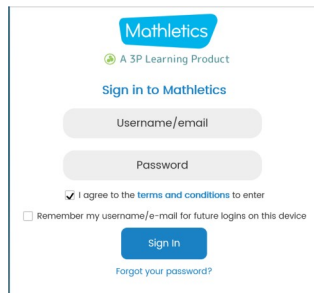 Mathletics
A 3P Learning Product
Sign in to Mathletics
Username/email
Password
I agree to the terms and conditions to enter
Remember my username/e-mail for future logins on this device
Sign In
Forgot your password?